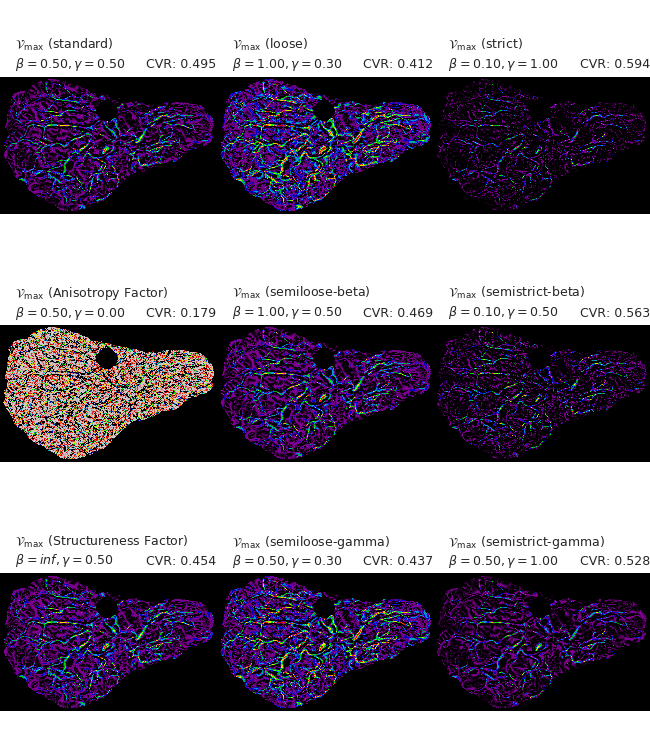 𝒱max (standard)
β = 0.50, γ = 0.50 CVR: 0.495
𝒱max (loose)
β = 1.00, γ = 0.30 CVR: 0.412
𝒱max (strict)
β = 0.10, γ = 1.00 CVR: 0.594
𝒱max (Anisotropy Factor)
β = 0.50, γ = 0.00 CVR: 0.179
𝒱max (semiloose-beta)
β = 1.00, γ = 0.50 CVR: 0.469
𝒱max (semistrict-beta)
β = 0.10, γ = 0.50 CVR: 0.563
𝒱max (Structureness Factor)
β = inf, γ = 0.50 CVR: 0.454
𝒱max (semiloose-gamma)
β = 0.50, γ = 0.30 CVR: 0.437
𝒱max (semistrict-gamma)
β = 0.50, γ = 1.00 CVR: 0.528